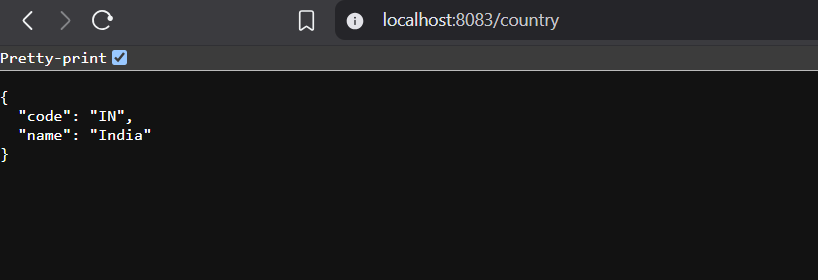 localhost:8083/country
Pretty-print
{
  "code": "IN",
  "name": "India"
}